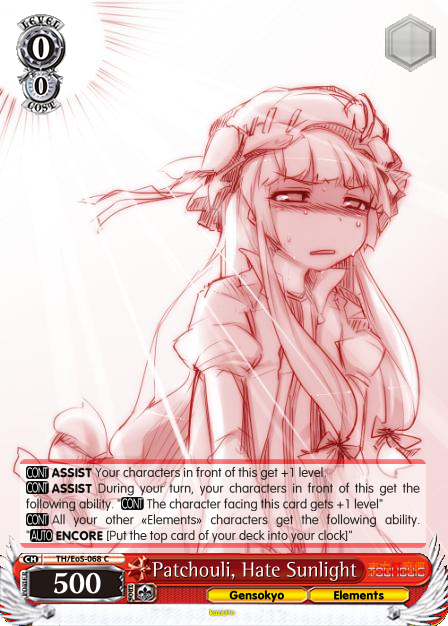 LEVEL
0
0
COST
CONT ASSIST Your characters in front of this get +1 level.
CONT ASSIST During your turn, your characters in front of this get the
following ability. "CONT The character facing this card gets +1 level"
CONT All your other «Elements» characters get the following ability.
"AUTO ENCORE [Put the top card of your deck into your clock]"
CH TH/EoS-068 C
POWER 500 SOUL Patchouli, Hate Sunlight
Gensokyo Elements